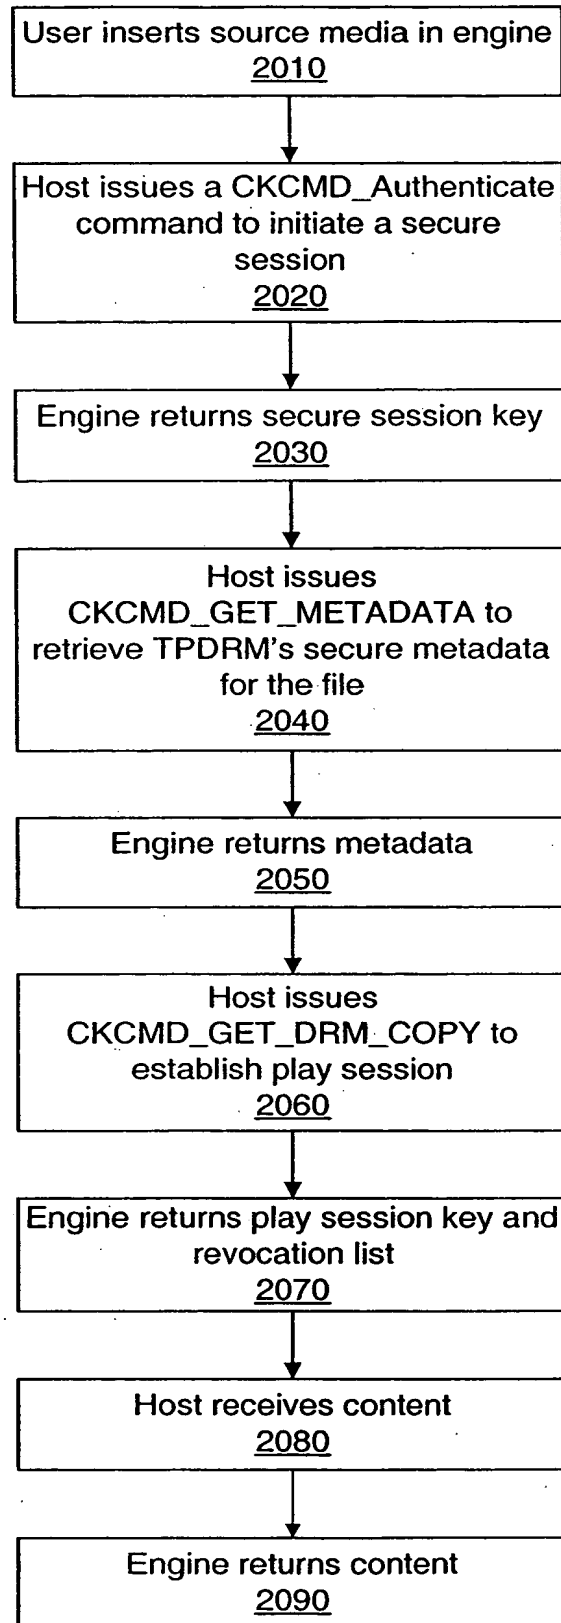 User inserts source media in engine
2010
Host issues a CKCMD_Authenticate
command to initiate a secure
session
2020
Engine returns secure session key
2030
Host issues
CKCMD_GET_METADATA to
retrieve TPDRM's secure metadata
for the file
2040
Engine returns metadata
2050
Host issues
CKCMD_GET_DRM_COPY to
establish play session
2060
Engine returns play session key and
revocation list
2070
Host receives content
2080
Engine returns content
2090